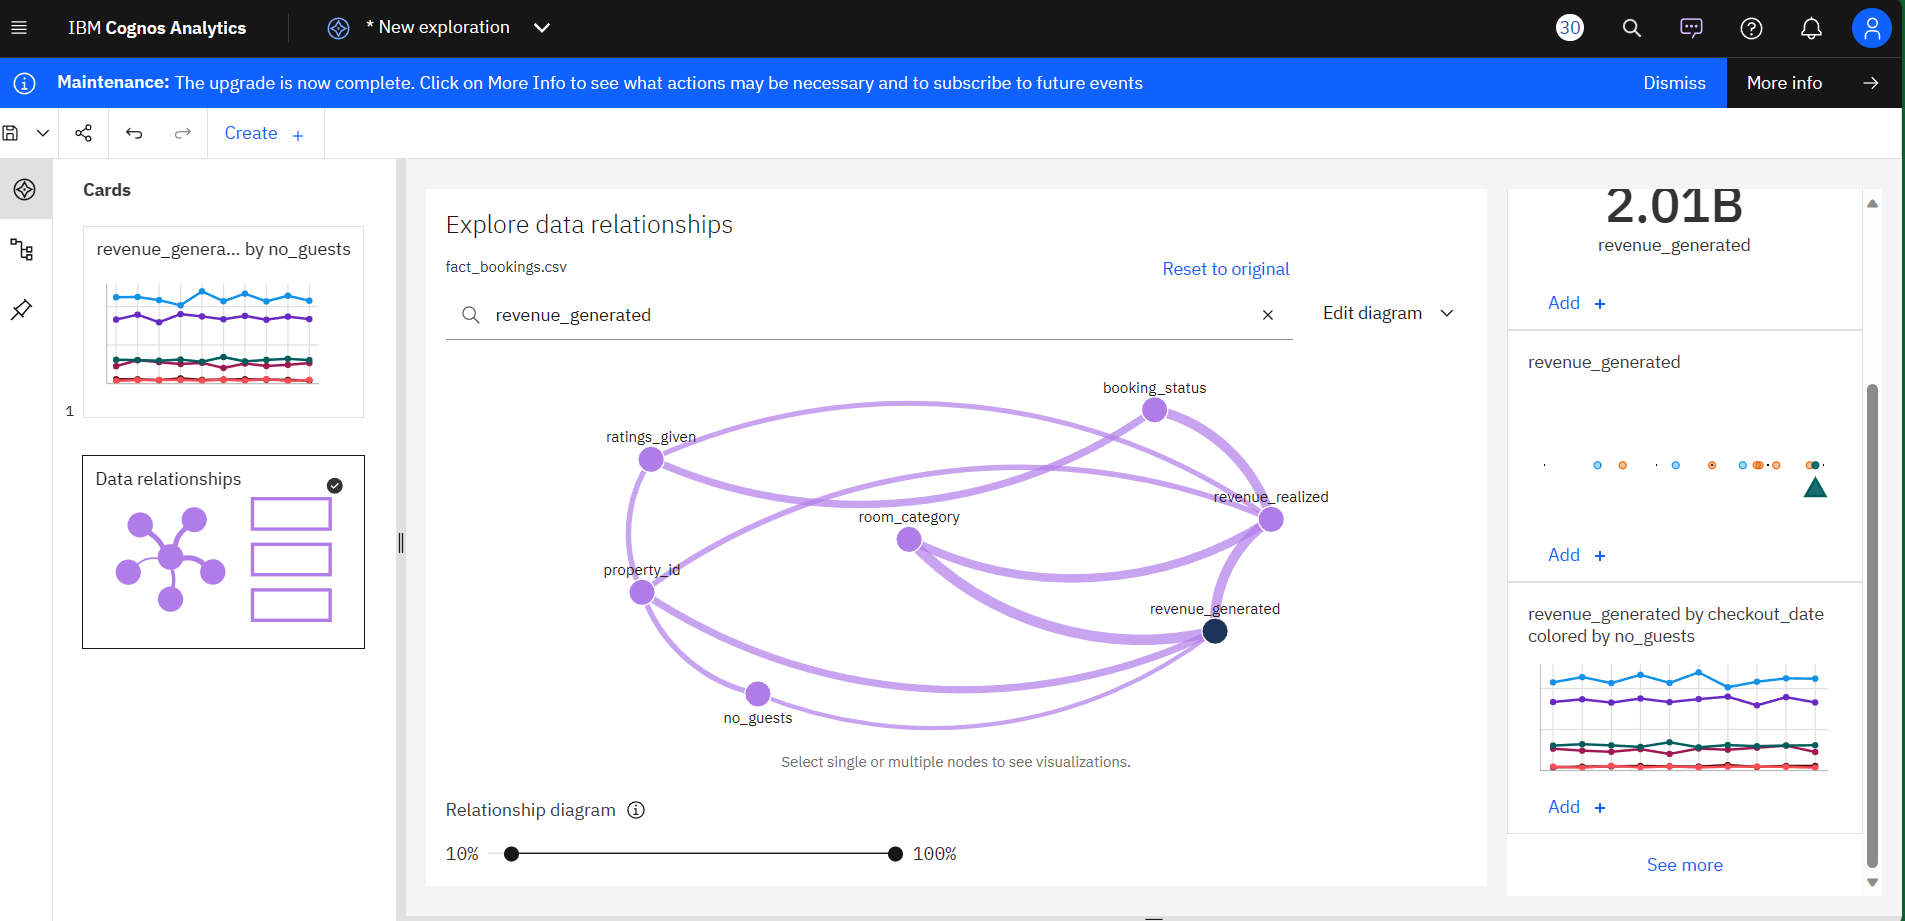 IBM Cognos Analytics
* New exploration
30
Maintenance: The upgrade is now complete. Click on More Info to see what actions may be necessary and to subscribe to future events
Dismiss
More info
Create +
Cards
revenue_genera... by no_guests
1
Data relationships
Explore data relationships
fact_bookings.csv
Reset to original
revenue_generated
Edit diagram
booking_status
ratings_given
revenue_realized
room_category
property_id
revenue_generated
no_guests
Select single or multiple nodes to see visualizations.
Relationship diagram
10%
100%
2.01B
revenue_generated
Add +
revenue_generated
Add +
revenue_generated by checkout_date
colored by no_guests
Add +
See more